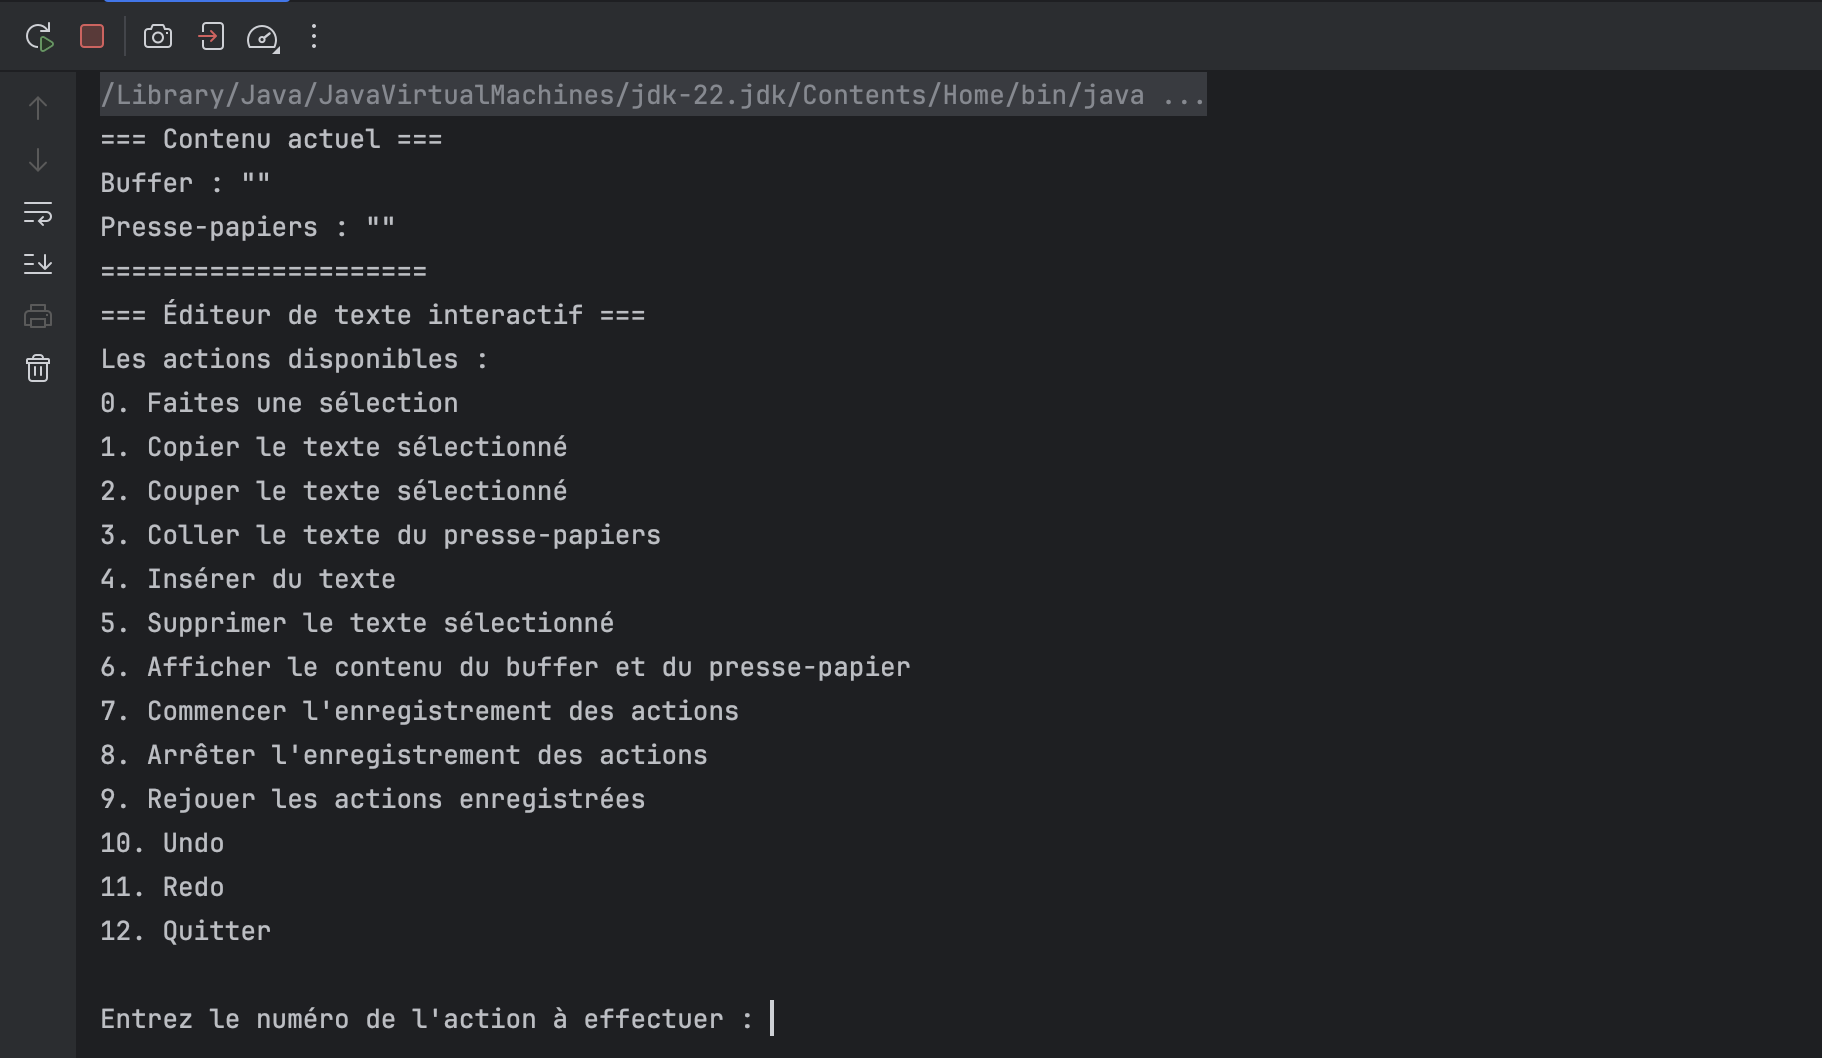 /Library/Java/JavaVirtualMachines/jdk-22.jdk/Contents/Home/bin/java ...
=== Contenu actuel ===
Buffer : ""
Presse-papiers : ""
=====================
=== Éditeur de texte interactif ===
Les actions disponibles :
0. Faites une sélection
1. Copier le texte sélectionné
2. Couper le texte sélectionné
3. Coller le texte du presse-papiers
4. Insérer du texte
5. Supprimer le texte sélectionné
6. Afficher le contenu du buffer et du presse-papier
7. Commencer l'enregistrement des actions
8. Arrêter l'enregistrement des actions
9. Rejouer les actions enregistrées
10. Undo
11. Redo
12. Quitter
Entrez le numéro de l'action à effectuer :